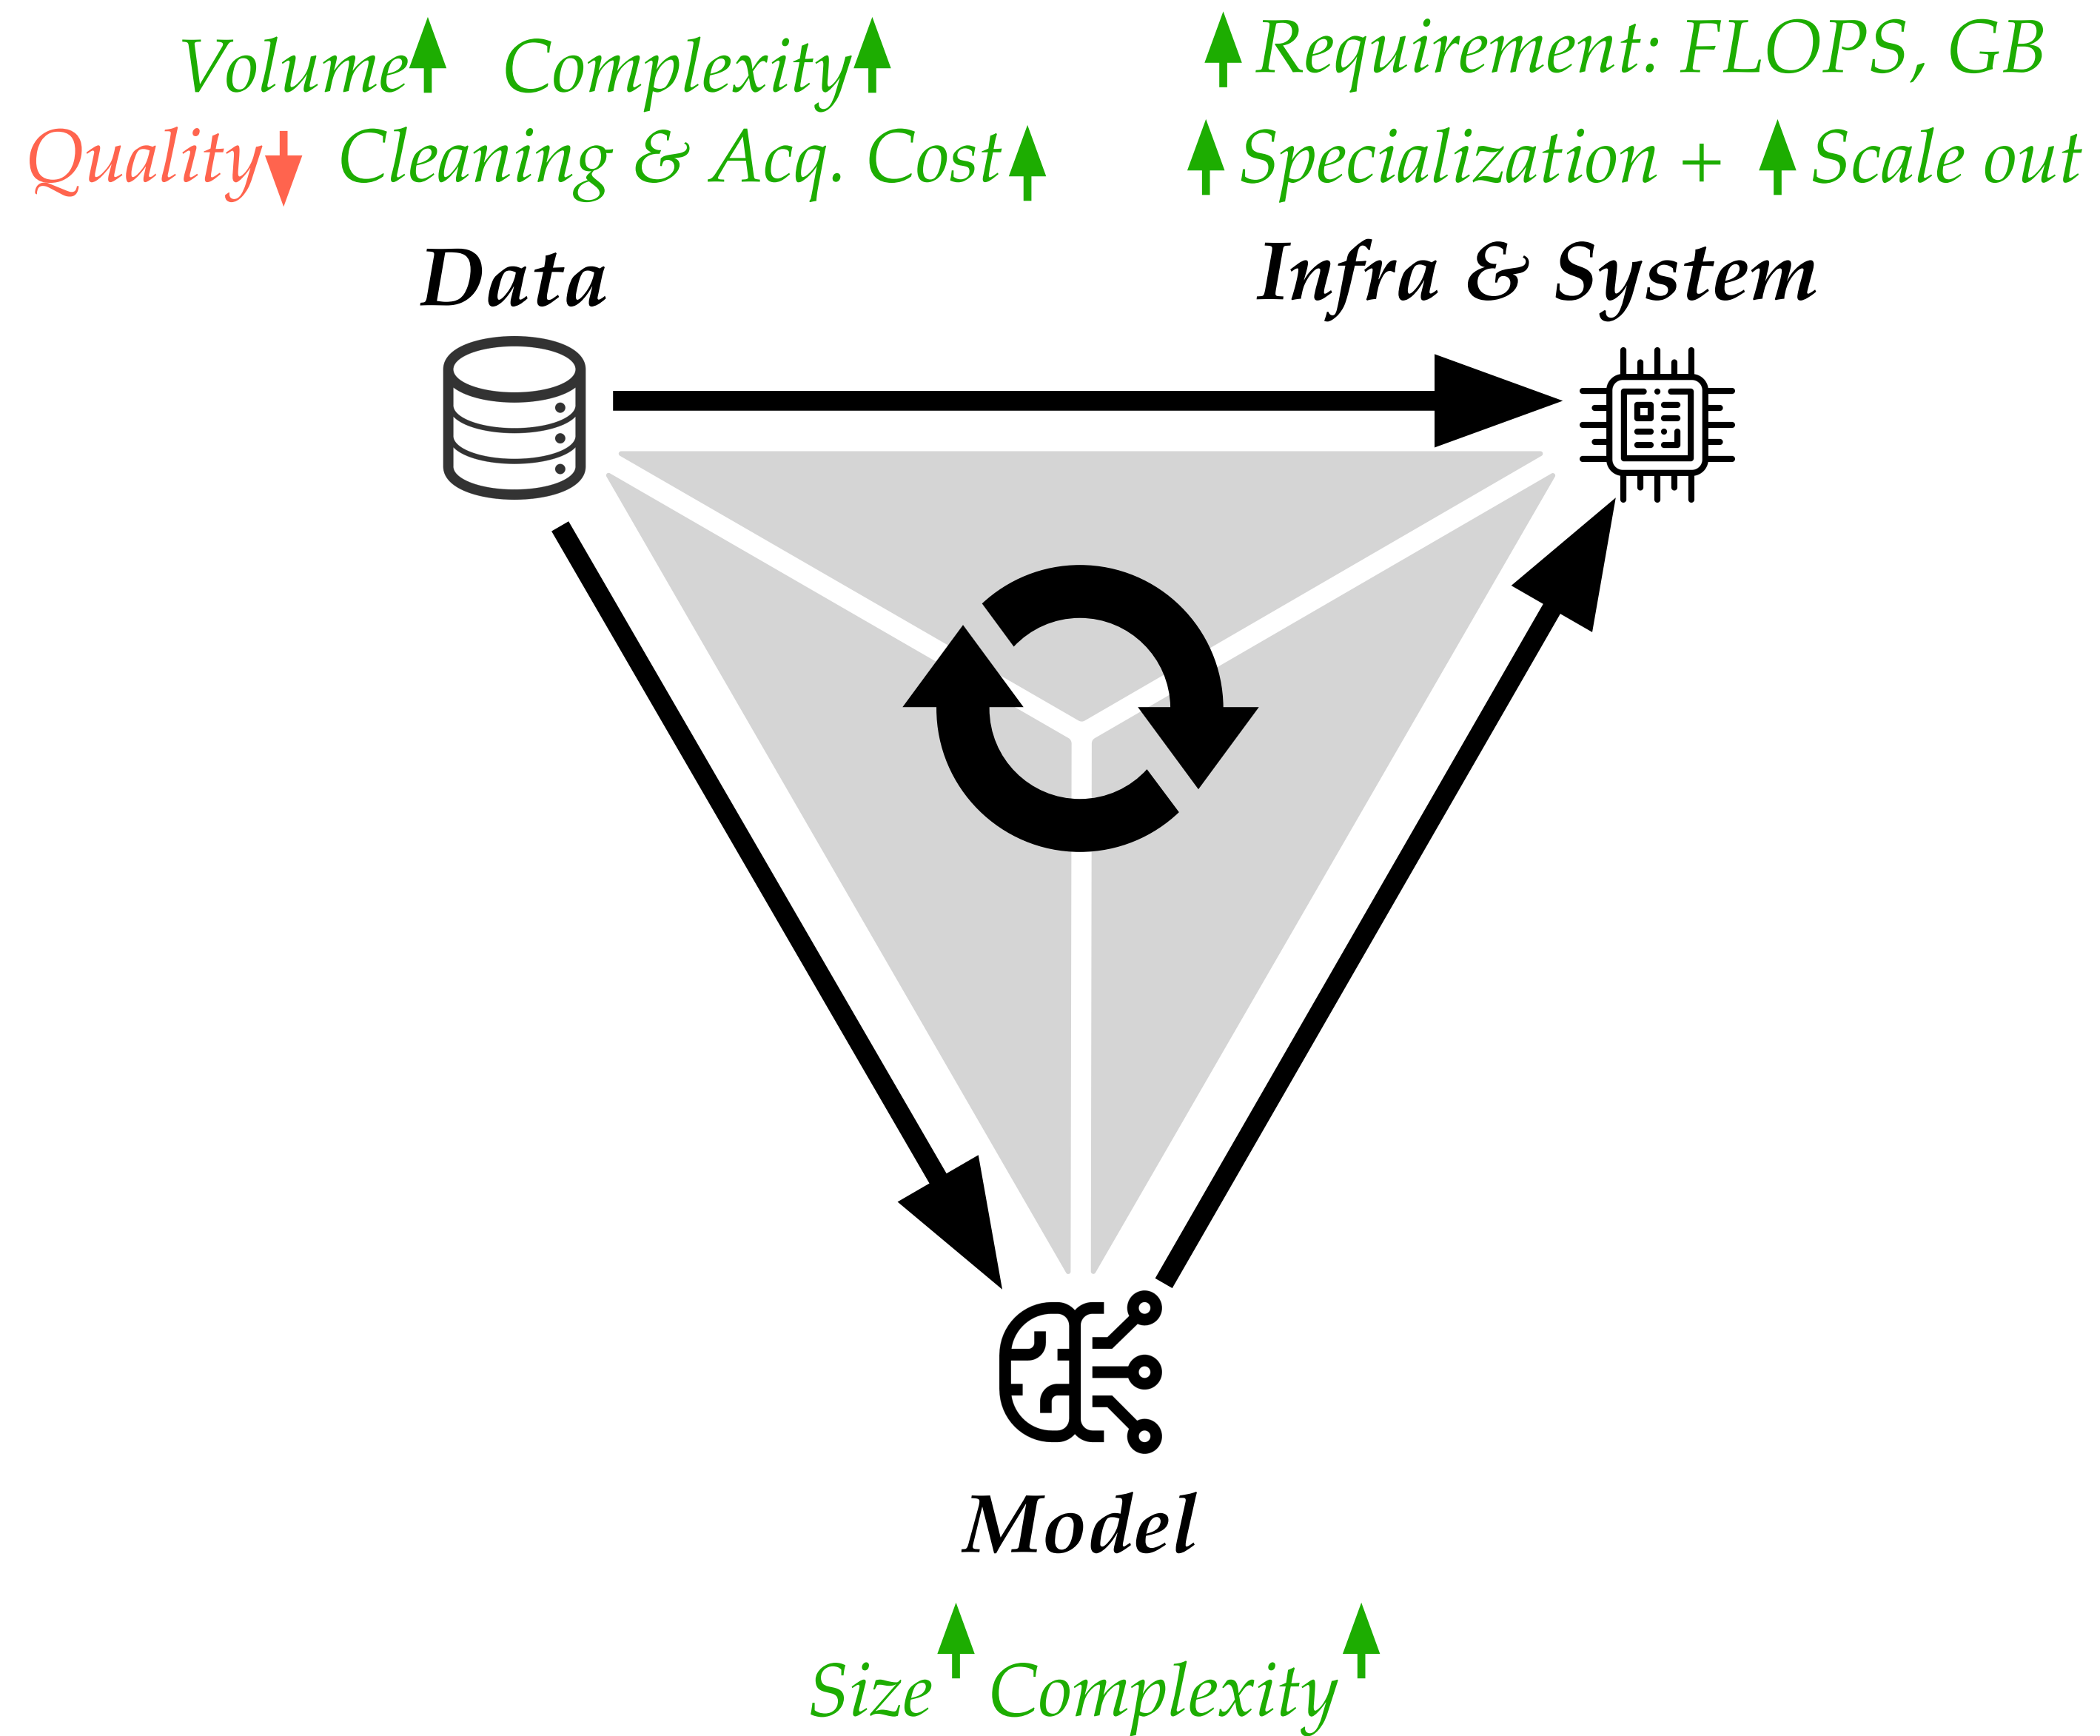 Volume Complexity
Quality Cleaning & Acq. Cost
Data
Requirement: FLOPS, GB
Specialization + Scale out
Infra & System
Model
Size Complexity